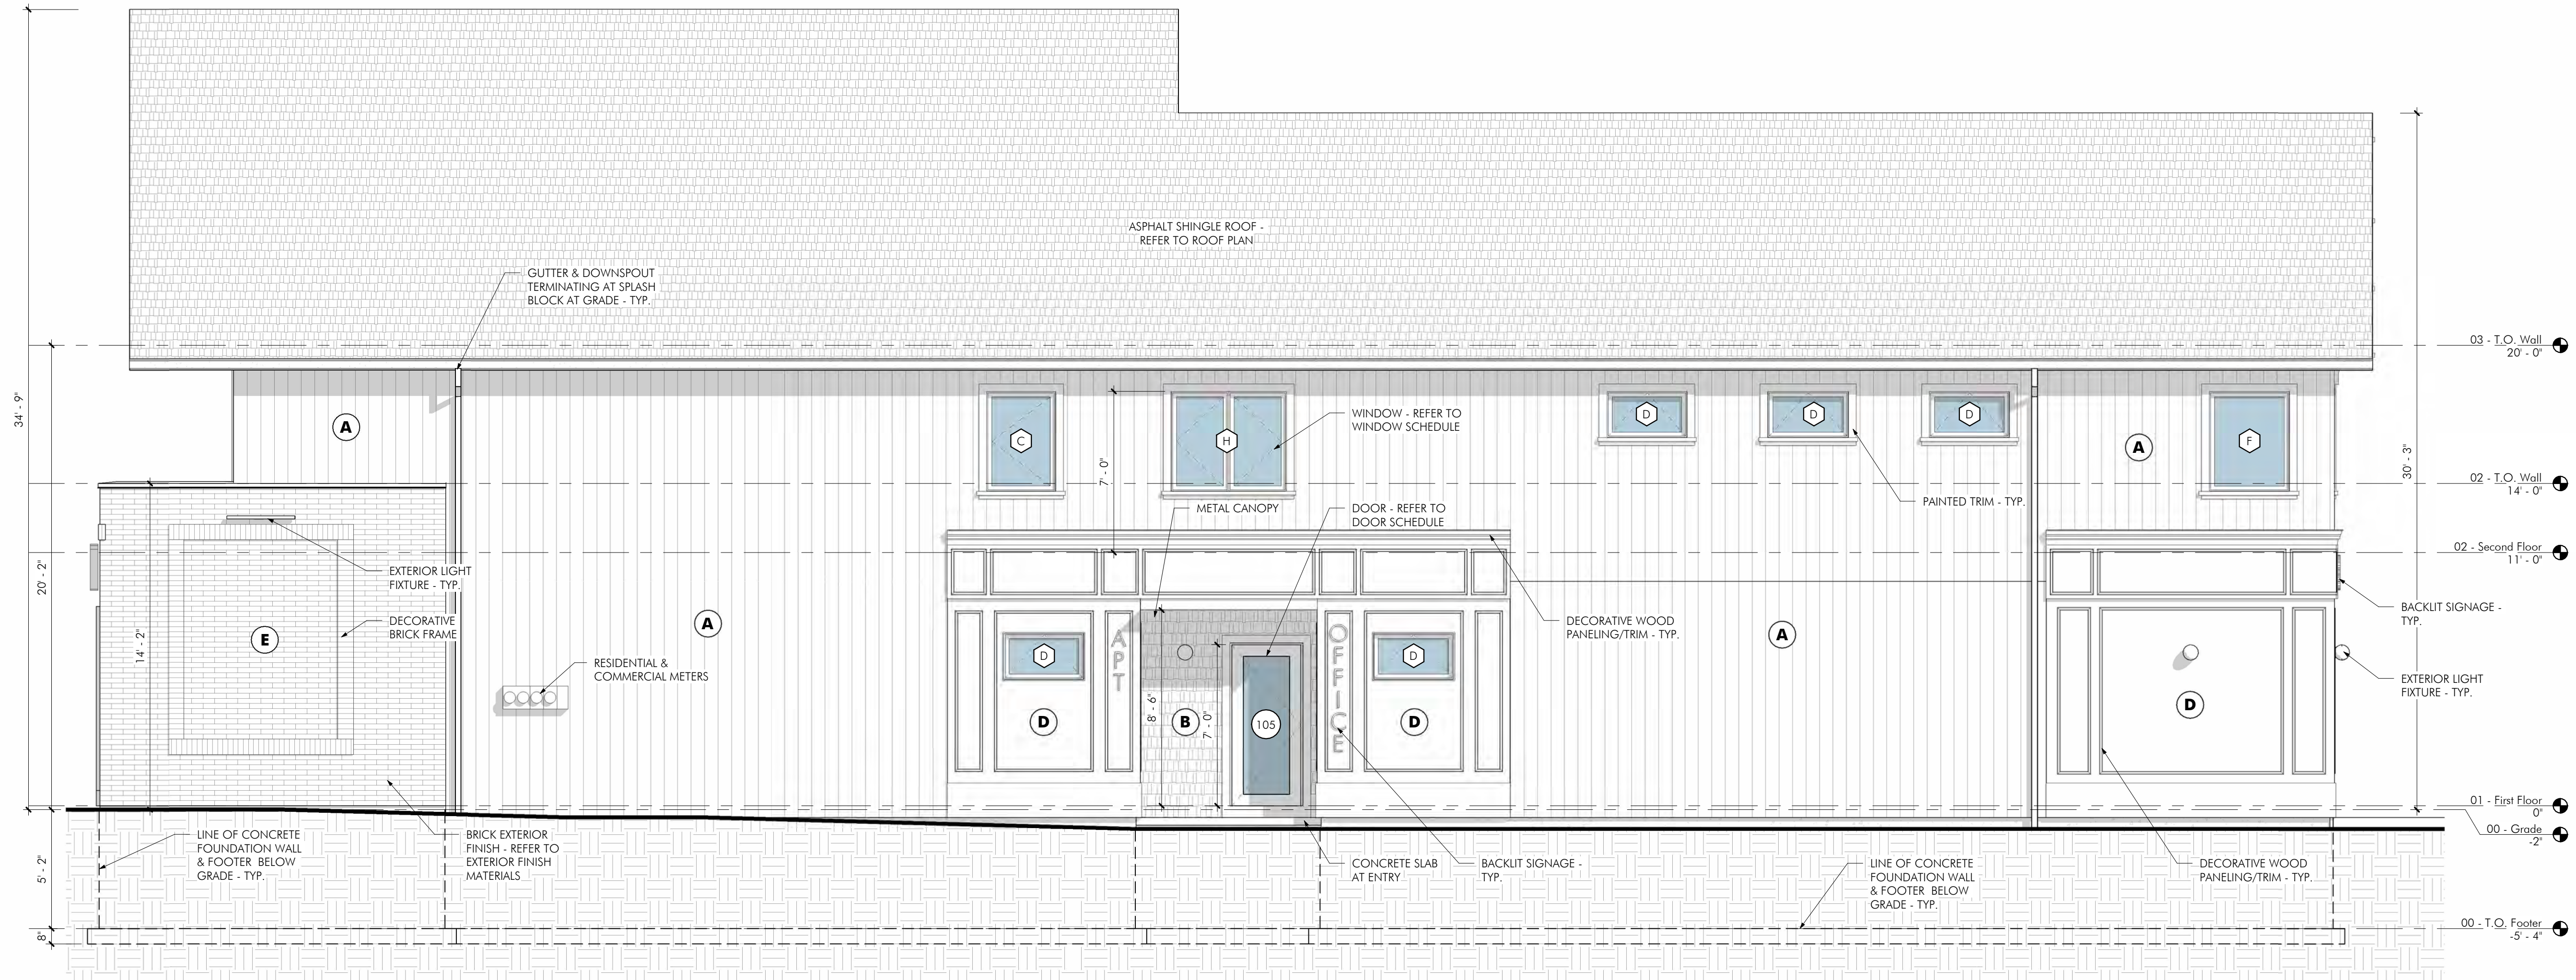 ASPHALT SHINGLE ROOF -
REFER TO ROOF PLAN
GUTTER & DOWNSPOUT
TERMINATING AT SPLASH
BLOCK AT GRADE - TYP.
34' - 9"
03 - T.O. Wall
20' - 0"
A
C
H
WINDOW - REFER TO
WINDOW SCHEDULE
D
D
D
A
F
30' - 3"
7' - 0"
02 - T.O. Wall
14' - 0"
PAINTED TRIM - TYP.
METAL CANOPY
DOOR - REFER TO
DOOR SCHEDULE
02 - Second Floor
11' - 0"
20' - 2"
EXTERIOR LIGHT
FIXTURE - TYP.
DECORATIVE
BRICK FRAME
E
14' - 2"
A
RESIDENTIAL &
COMMERCIAL METERS
D
APT
OFFICE
D
DECORATIVE WOOD
PANELING/TRIM - TYP.
A
BACKLIT SIGNAGE -
TYP.
EXTERIOR LIGHT
FIXTURE - TYP.
D
B
8' - 6"
7' - 0"
105
D
D
01 - First Floor
0"
00 - Grade
-2"
5' - 2"
LINE OF CONCRETE
FOUNDATION WALL
& FOOTER BELOW
GRADE - TYP.
BRICK EXTERIOR
FINISH - REFER TO
EXTERIOR FINISH
MATERIALS
CONCRETE SLAB
AT ENTRY
BACKLIT SIGNAGE -
TYP.
LINE OF CONCRETE
FOUNDATION WALL
& FOOTER BELOW
GRADE - TYP.
DECORATIVE WOOD
PANELING/TRIM - TYP.
8"
00 - T.O. Footer
-5' - 4"